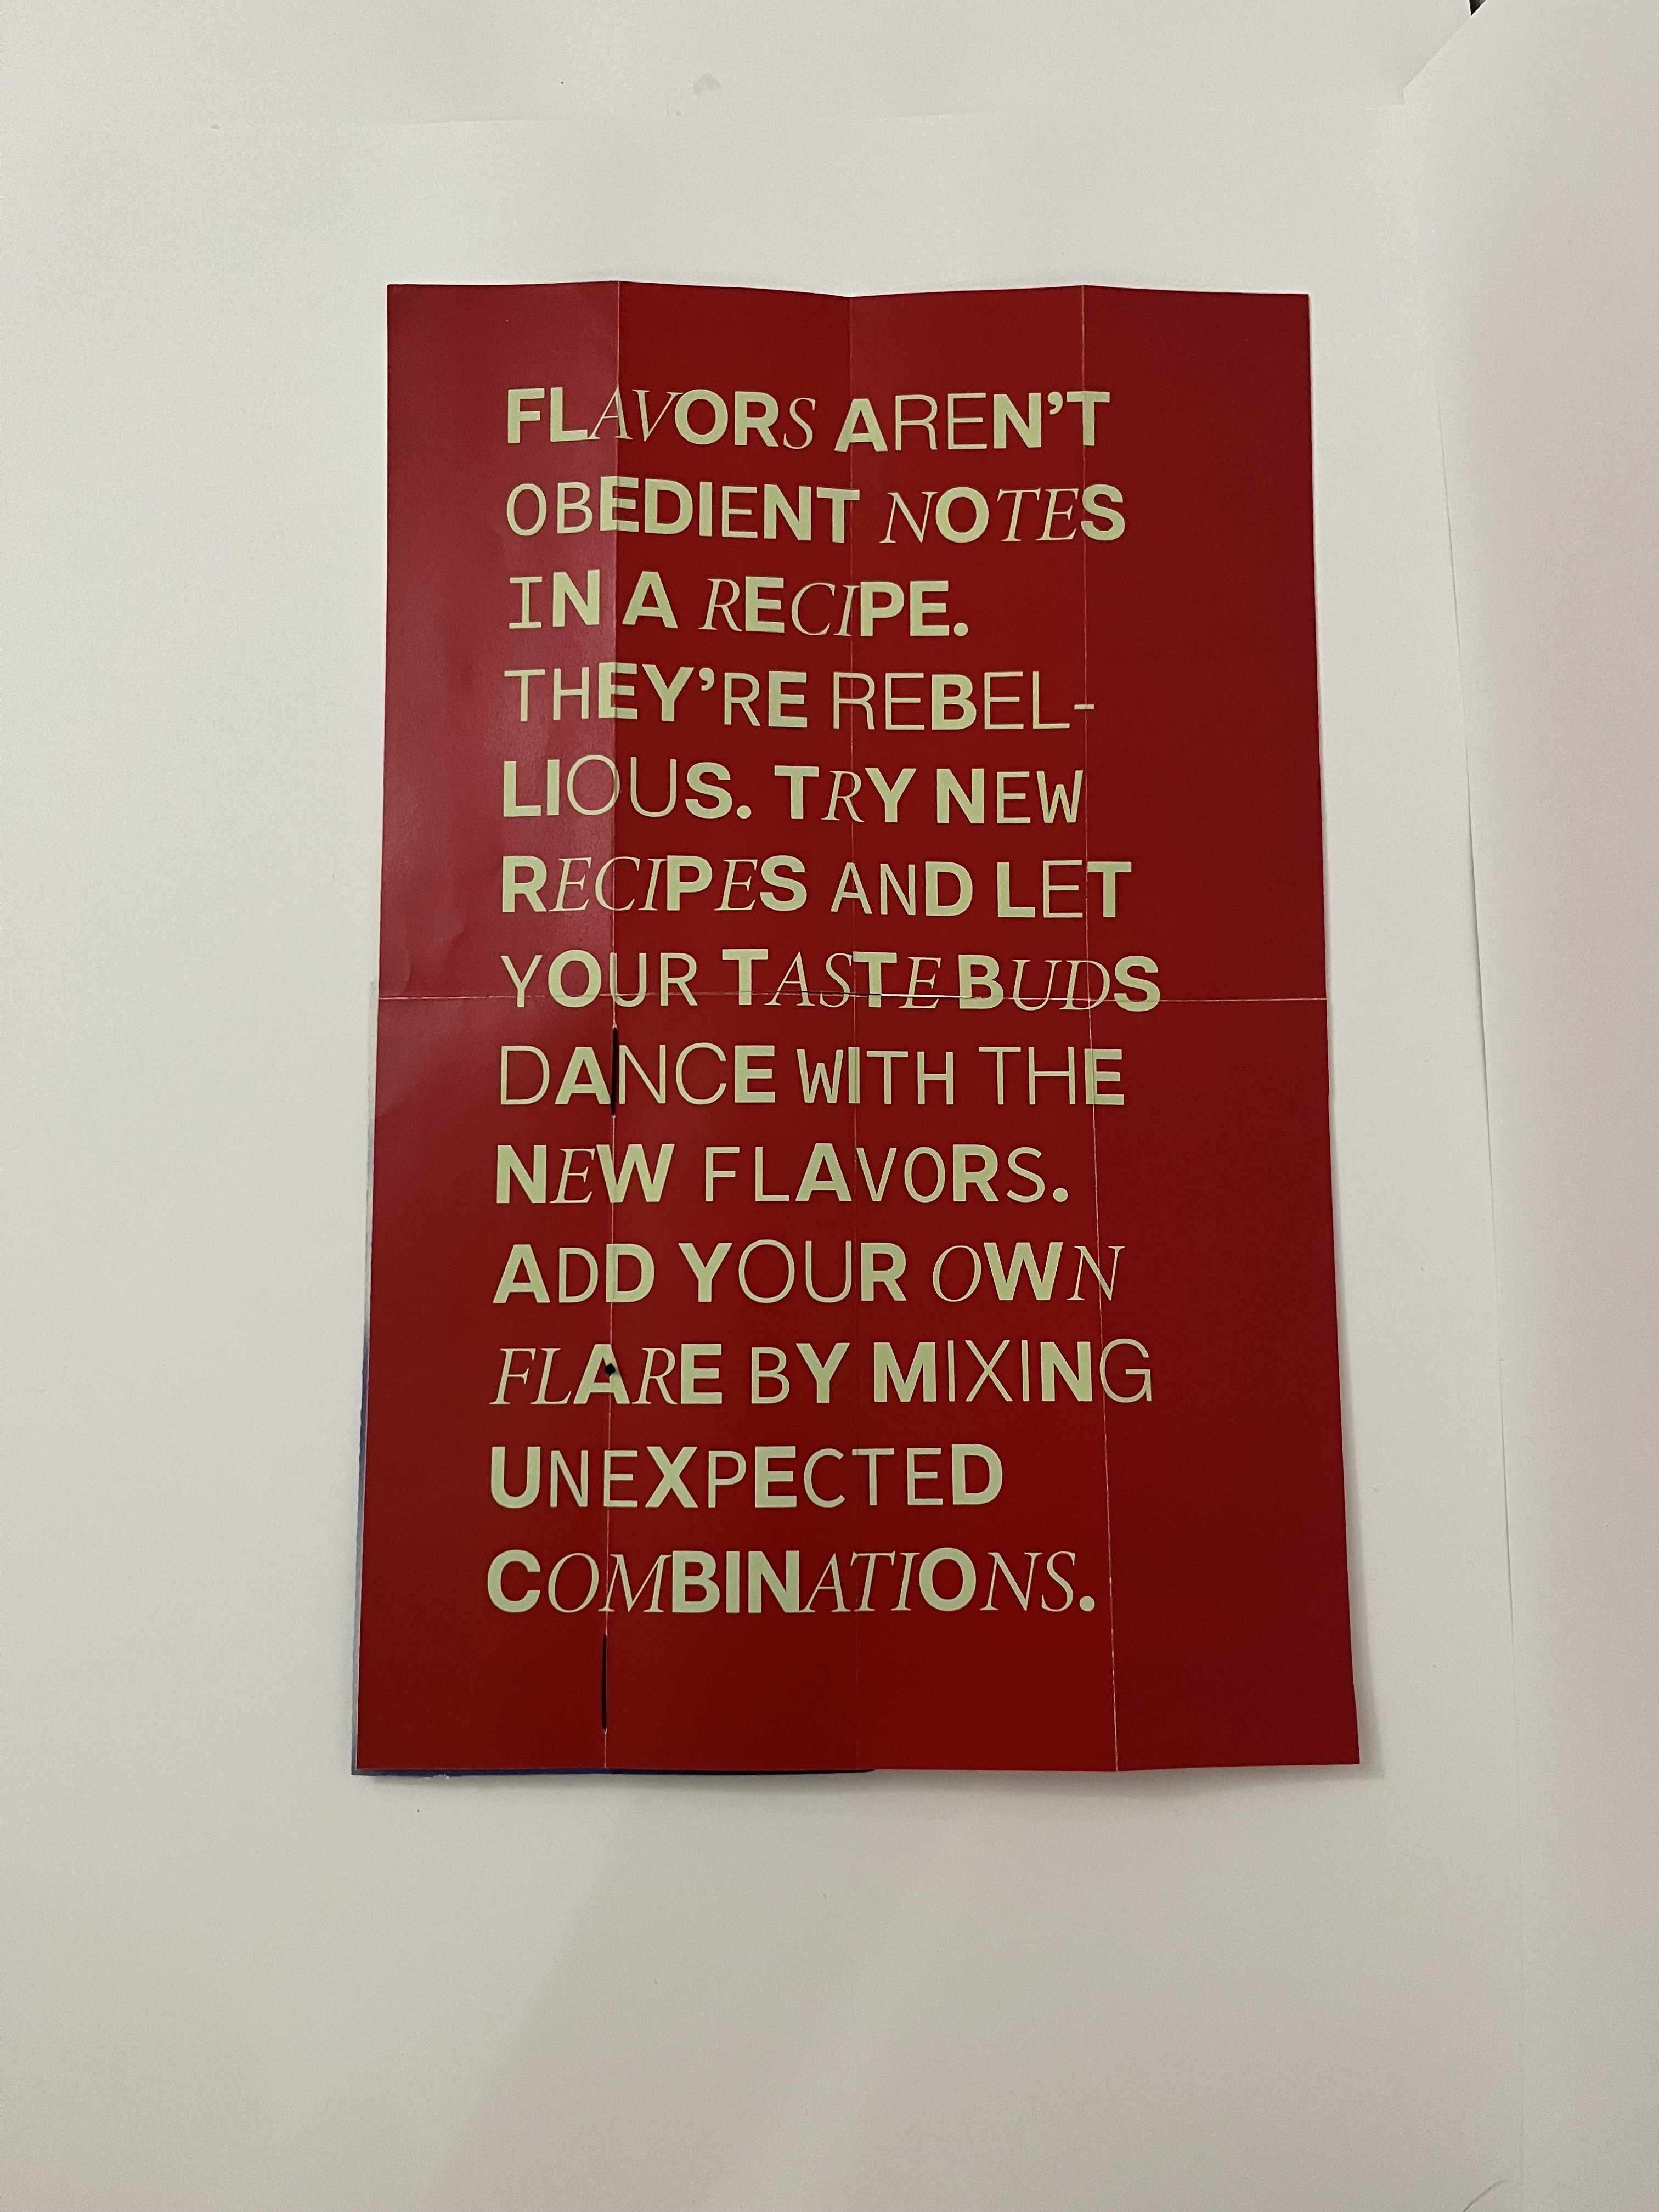 FLAVORS AREN'T
OBEDIENT NOTES
IN A RECIPE.
THEY'RE REBEL-
LIOUS. TRY NEW
RECIPES AND LET
YOUR TASTE BUDS
DANCE WITH THE
NEW FLAVORS.
ADD YOUR OWN
FLARE BY MIXING
UNEXPECTED
COMBINATIONS.